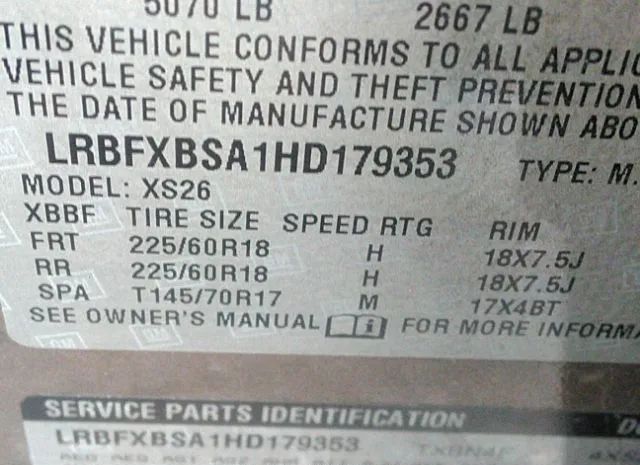 5070 LB 2667 LB
THIS VEHICLE CONFORMS TO ALL APPLIC
VEHICLE SAFETY AND THEFT PREVENTION
THE DATE OF MANUFACTURE SHOWN ABO
LRBFXBSA1HD179353 TYPE: M.
MODEL: XS26
XBBF TIRE SIZE SPEED RTG RIM
FRT 225/60R18 H 18X7.5J
RR 225/60R18 H 18X7.5J
SPA T145/70R17 M 17X4BT
SEE OWNER'S MANUAL i FOR MORE INFORMA
SERVICE PARTS IDENTIFICATION
LRBFXBSA1HD179353